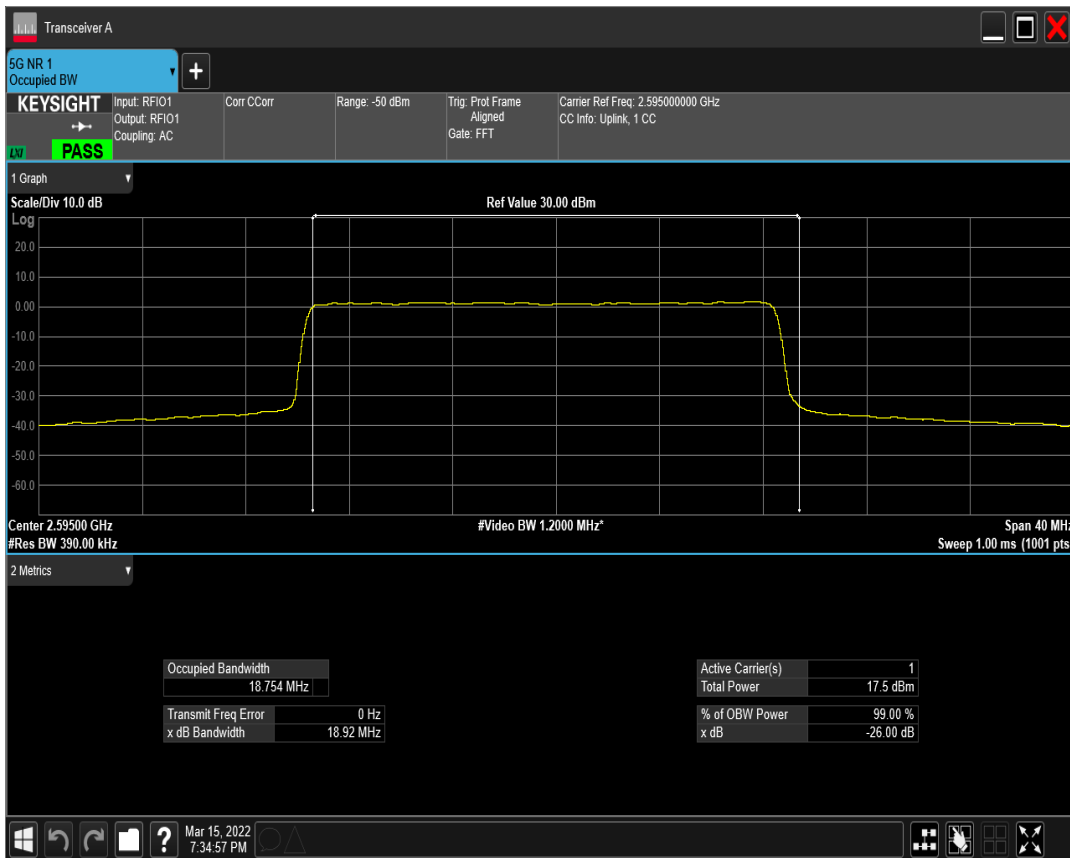 Transceiver A
5G NR 1
Occupied BW
KEYSIGHT
LXI
PASS
Input: RFIO1
Output: RFIO1
Coupling: AC
Corr CCorr
Range: -50 dBm
Trig: Prot Frame
Aligned
Gate: FFT
Carrier Ref Freq: 2.595000000 GHz
CC Info: Uplink, 1 CC
1 Graph
Scale/Div 10.0 dB
Ref Value 30.00 dBm
Log
20.0
10.0
0.00
-10.0
-20.0
-30.0
-40.0
-50.0
-60.0
Center 2.59500 GHz
#Video BW 1.2000 MHz*
Span 40 MHz
#Res BW 390.00 kHz
Sweep 1.00 ms (1001 pts
2 Metrics
Occupied Bandwidth
18.754 MHz
Transmit Freq Error 0 Hz
x dB Bandwidth 18.92 MHz
Active Carrier(s) 1
Total Power 17.5 dBm
% of OBW Power 99.00 %
x dB -26.00 dB
?
Mar 15, 2022
7:34:57 PM